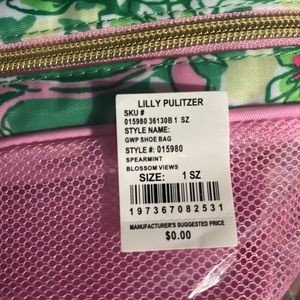 LILLY PULITZER
SKU #
015980 36130B 1 SZ
STYLE NAME:
GWP SHOE BAG
STYLE #: 015980
SPEARMINT
BLOSSOM VIEWS
SIZE: 1 SZ
197367082531
MANUFACTURER'S SUGGESTED PRICE
$0.00